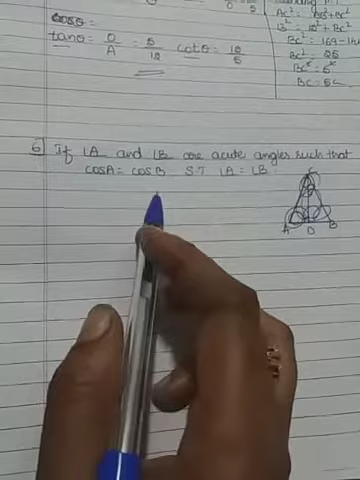 cosθ =
tanθ = O/A = 5/12 cotθ = 12/5
AC² = AB² + BC²
13² = 12² + BC²
BC² = 169 - 144
BC² = 25
BC² = 5²
BC = 5
6] If ∠A and ∠B are acute angles such that
cosA = cosB S.T ∠A = ∠B
C
A D B